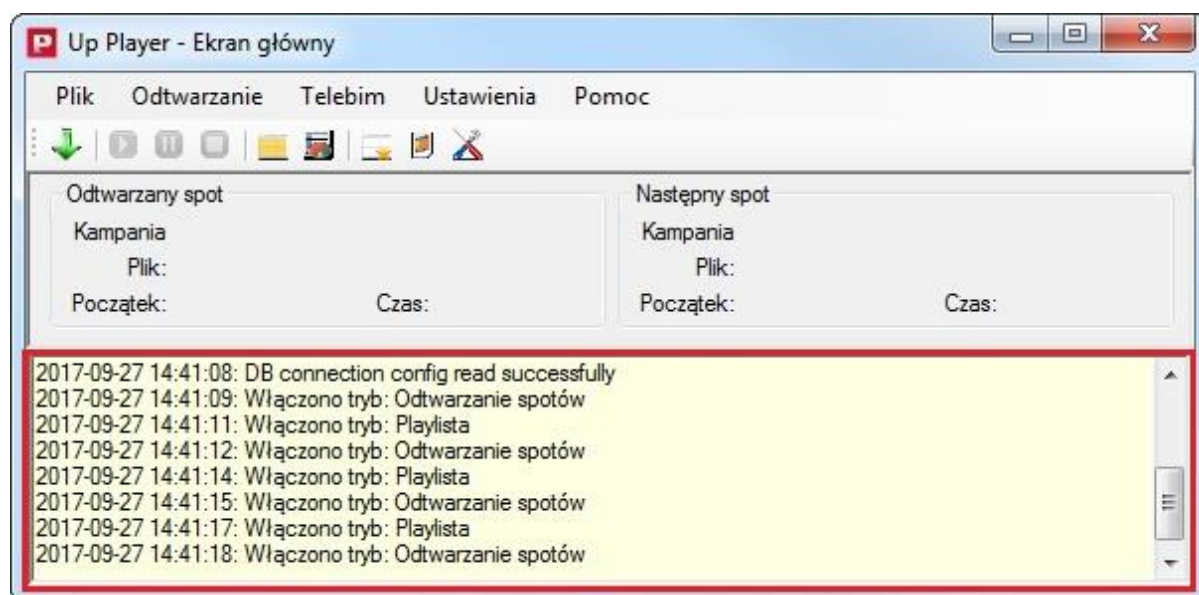 P Up Player - Ekran główny
Plik Odtwarzanie Telebim Ustawienia Pomoc
Odtwarzany spot
Kampania
Plik:
Początek: Czas:
Następny spot
Kampania
Plik:
Początek: Czas:
2017-09-27 14:41:08: DB connection config read successfully
2017-09-27 14:41:09: Włączono tryb: Odtwarzanie spotów
2017-09-27 14:41:11: Włączono tryb: Playlista
2017-09-27 14:41:12: Włączono tryb: Odtwarzanie spotów
2017-09-27 14:41:14: Włączono tryb: Playlista
2017-09-27 14:41:15: Włączono tryb: Odtwarzanie spotów
2017-09-27 14:41:17: Włączono tryb: Playlista
2017-09-27 14:41:18: Włączono tryb: Odtwarzanie spotów